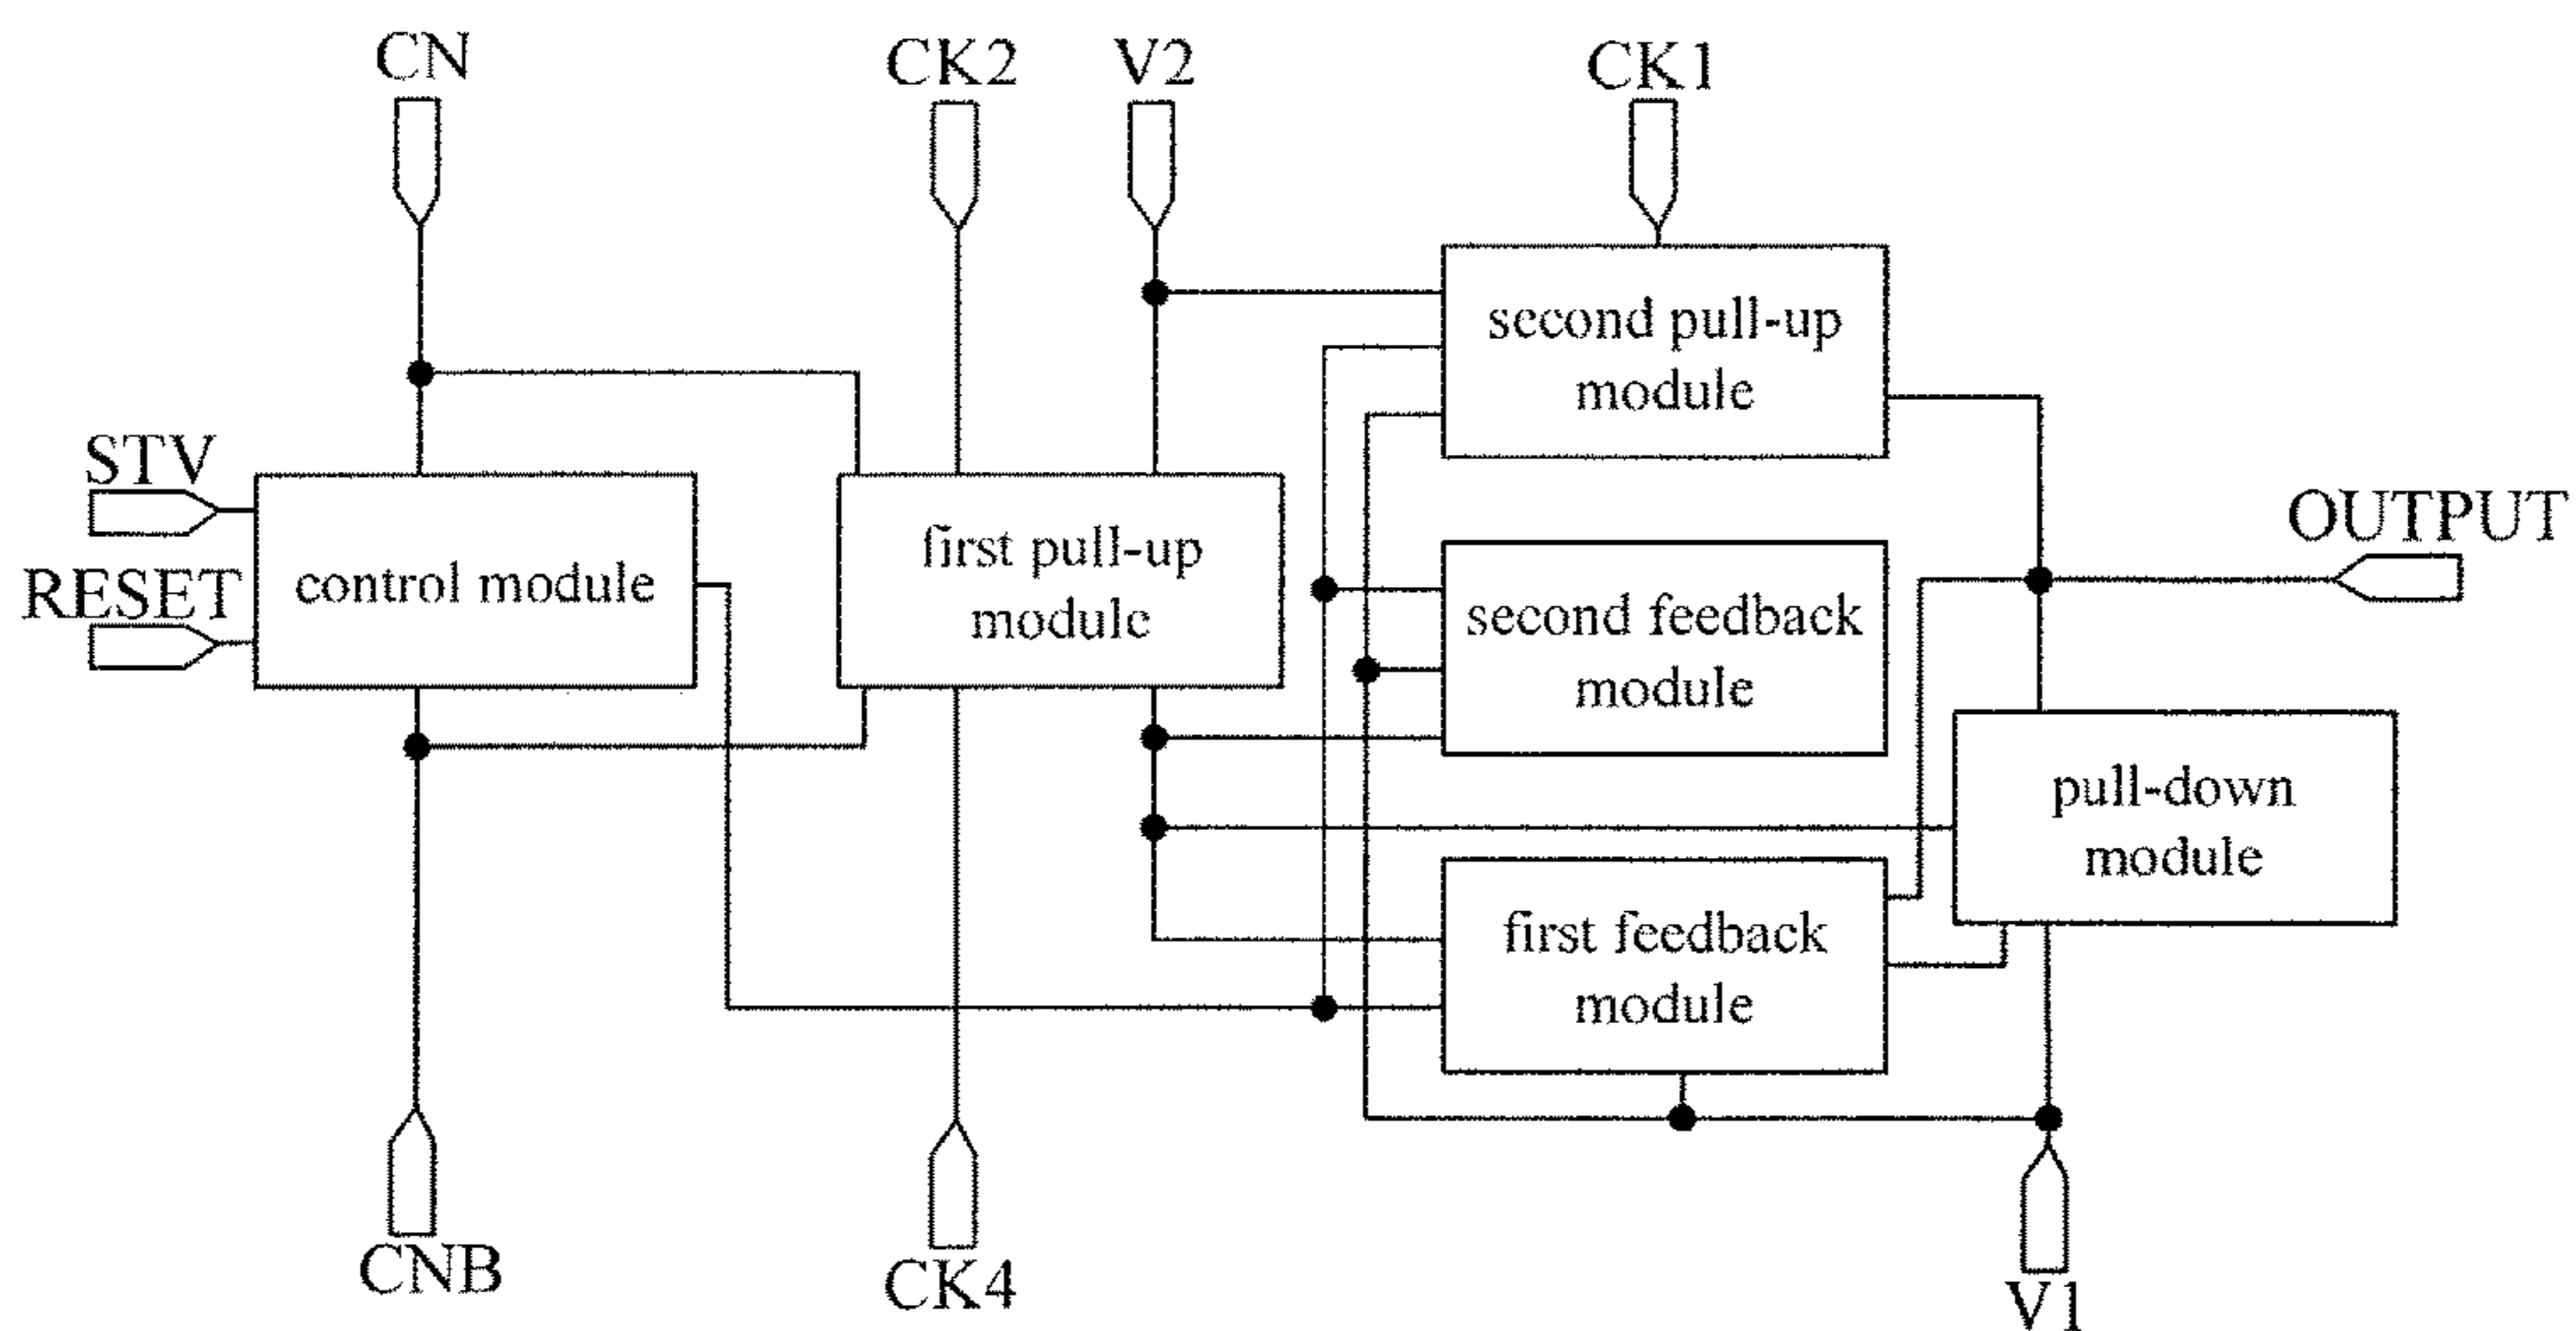 CN
CK2
V2
CK1
STV
RESET
control module
first pull-up
module
second pull-up
module
second feedback
module
OUTPUT
pull-down
module
first feedback
module
CNB
CK4
V1